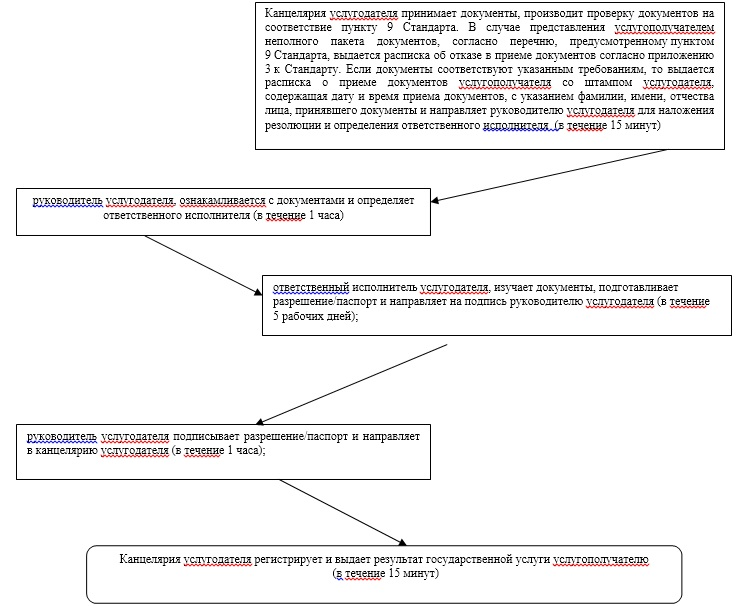 Канцелярия услугодателя принимает документы, производит проверку документов на
соответствие пункту 9 Стандарта. В случае представления услугополучателем
неполного пакета документов, согласно перечню, предусмотренному пунктом
9 Стандарта, выдается расписка об отказе в приеме документов согласно приложению
3 к Стандарту. Если документы соответствуют указанным требованиям, то выдается
расписка о приеме документов услугополучателя со штампом услугодателя,
содержащая дату и время приема документов, с указанием фамилии, имени, отчества
лица, принявшего документы и направляет руководителю услугодателя для наложения
резолюции и определения ответственного исполнителя (в течение 15 минут)
руководитель услугодателя, ознакамливается с документами и определяет
ответственного исполнителя (в течение 1 часа)
ответственный исполнитель услугодателя, изучает документы, подготавливает
разрешение/паспорт и направляет на подпись руководителю услугодателя (в течение
5 рабочих дней);
руководитель услугодателя подписывает разрешение/паспорт и направляет
в канцелярию услугодателя (в течение 1 часа);
Канцелярия услугодателя регистрирует и выдает результат государственной услуги услугополучателю
(в течение 15 минут)